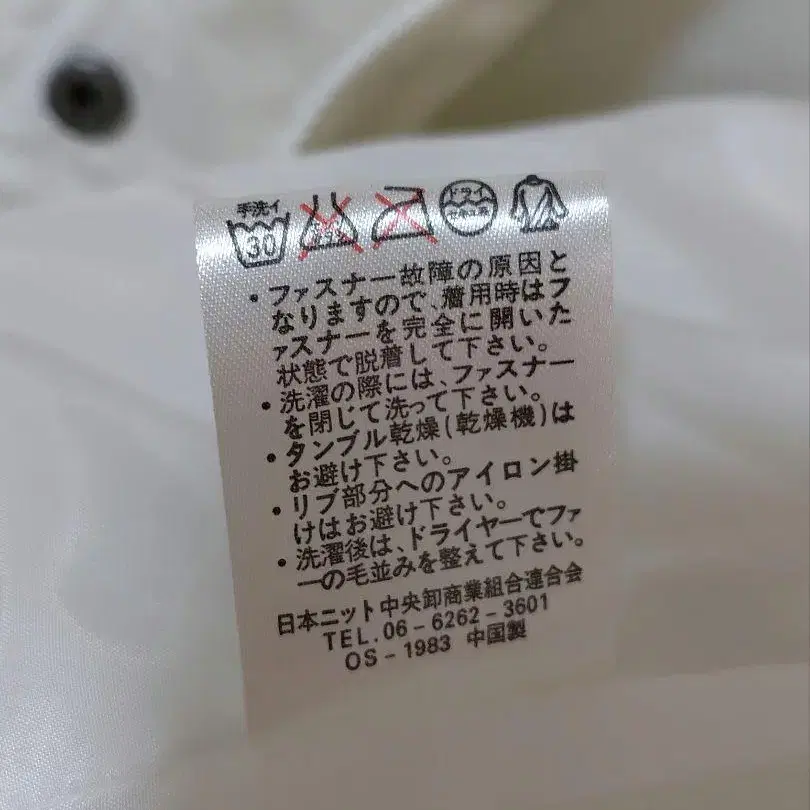 手洗イ
30 ドライ
・ファスナー故障の原因と
なりますので、着用時はフ
ァスナーを完全に開いた
状態で脱着して下さい。
・洗濯の際には、ファスナー
を閉じて洗って下さい。
・タンブル乾燥(乾燥機)は
お避け下さい。
・リブ部分へのアイロン掛
けはお避け下さい。
・洗濯後は、ドライヤーでファ
ーの毛並みを整えて下さい。
日本ニット中央卸商業組合連合会
TEL.06-6262-3601
OS-1983 中国製